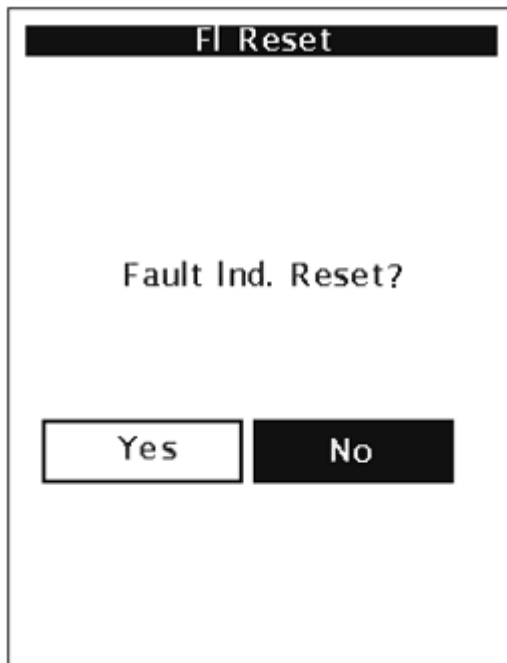 FI Reset
Fault Ind. Reset?
Yes No